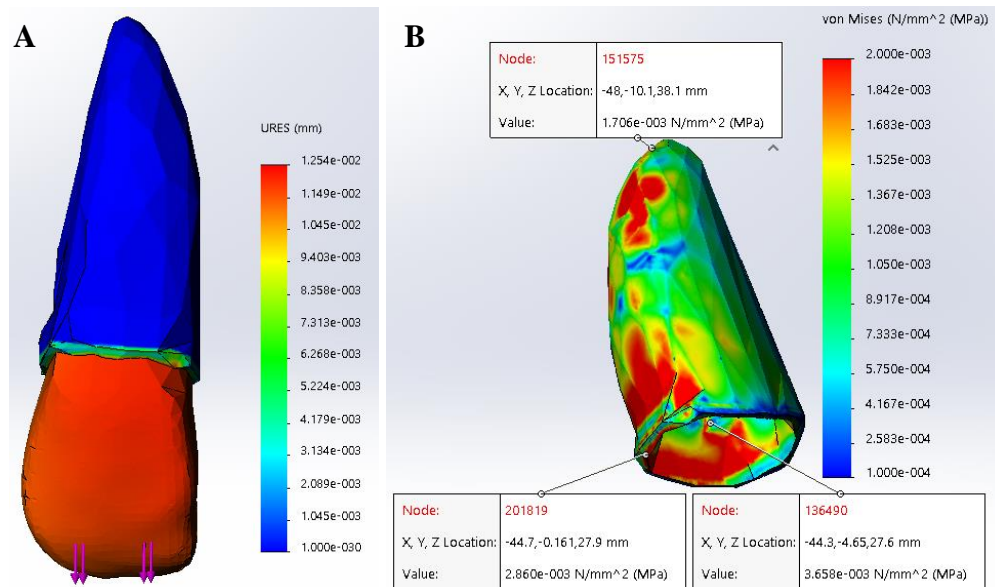 A
URES (mm)
1.254e-002
1.149e-002
1.045e-002
9.403e-003
8.358e-003
7.313e-003
6.268e-003
5.224e-003
4.179e-003
3.134e-003
2.089e-003
1.045e-003
1.000e-030
B
Node: 151575
X, Y, Z Location: -48,-10.1,38.1 mm
Value: 1.706e-003 N/mm^2 (MPa)
von Mises (N/mm^2 (MPa))
2.000e-003
1.842e-003
1.683e-003
1.525e-003
1.367e-003
1.208e-003
1.050e-003
8.917e-004
7.333e-004
5.750e-004
4.167e-004
2.583e-004
1.000e-004
Node: 201819
X, Y, Z Location: -44.7,-0.161,27.9 mm
Value: 2.860e-003 N/mm^2 (MPa)
Node: 136490
X, Y, Z Location: -44.3,-4.65,27.6 mm
Value: 3.658e-003 N/mm^2 (MPa)